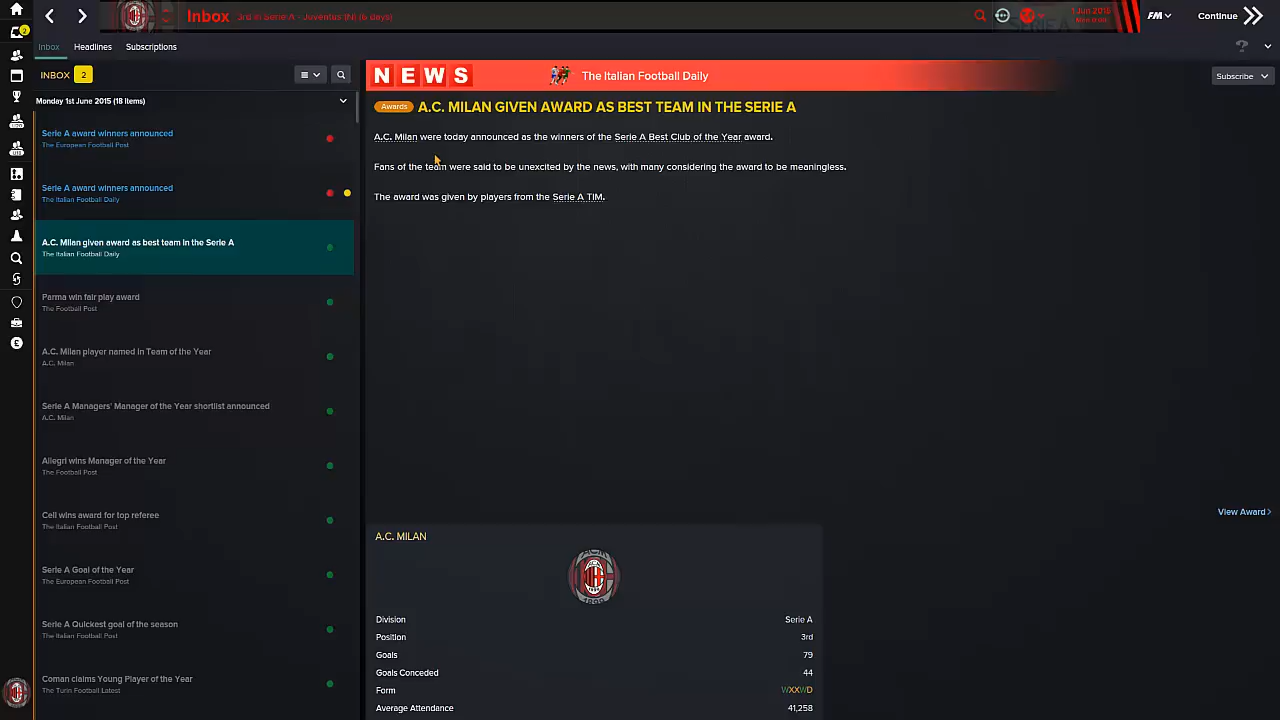 Inbox
3rd in Serie A - Juventus (N) (6 days)
1 Jun 2015
FM
Continue
Inbox Headlines Subscriptions
INBOX 2
Monday 1st June 2015 (18 items)
Serie A award winners announced
The European Football Post
Serie A award winners announced
The Italian Football Daily
A.C. Milan given award as best team in the Serie A
The Italian Football Daily
Parma win fair play award
The Football Post
A.C. Milan player named in Team of the Year
A.C. Milan
Serie A Managers' Manager of the Year shortlist announced
A.C. Milan
Allegri wins Manager of the Year
The Football Post
Cell wins award for top referee
The Italian Football Post
Serie A Goal of the Year
The European Football Post
Serie A Quickest goal of the season
The Italian Football Post
Coman claims Young Player of the Year
The Turin Football Latest
NEWS
The Italian Football Daily
Subscribe
Awards A.C. MILAN GIVEN AWARD AS BEST TEAM IN THE SERIE A
A.C. Milan were today announced as the winners of the Serie A Best Club of the Year award.
Fans of the team were said to be unexcited by the news, with many considering the award to be meaningless.
The award was given by players from the Serie A TIM.
View Award
A.C. MILAN
Division Serie A
Position 3rd
Goals 79
Goals Conceded 44
Form WXXWD
Average Attendance 41,258